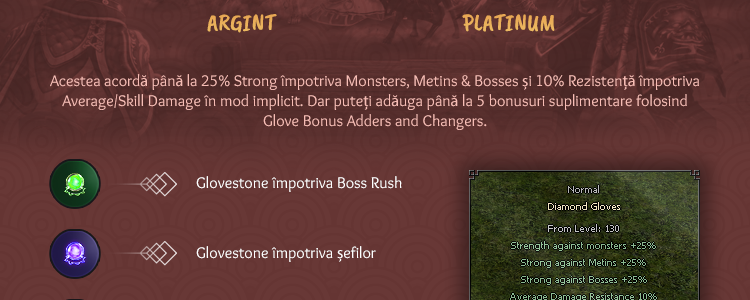 ARGINT PLATINUM
Acestea acordă până la 25% Strong împotriva Monsters, Metins & Bosses și 10% Rezistență împotriva
Average/Skill Damage în mod implicit. Dar puteți adăuga până la 5 bonusuri suplimentare folosind
Glove Bonus Adders and Changers.
Glovestone împotriva Boss Rush
Glovestone împotriva șefilor
Normal
Diamond Gloves
From Level: 130
Strength against monsters +25%
Strong against Metins +25%
Strong against Bosses +25%
Average Damage Resistance 10%